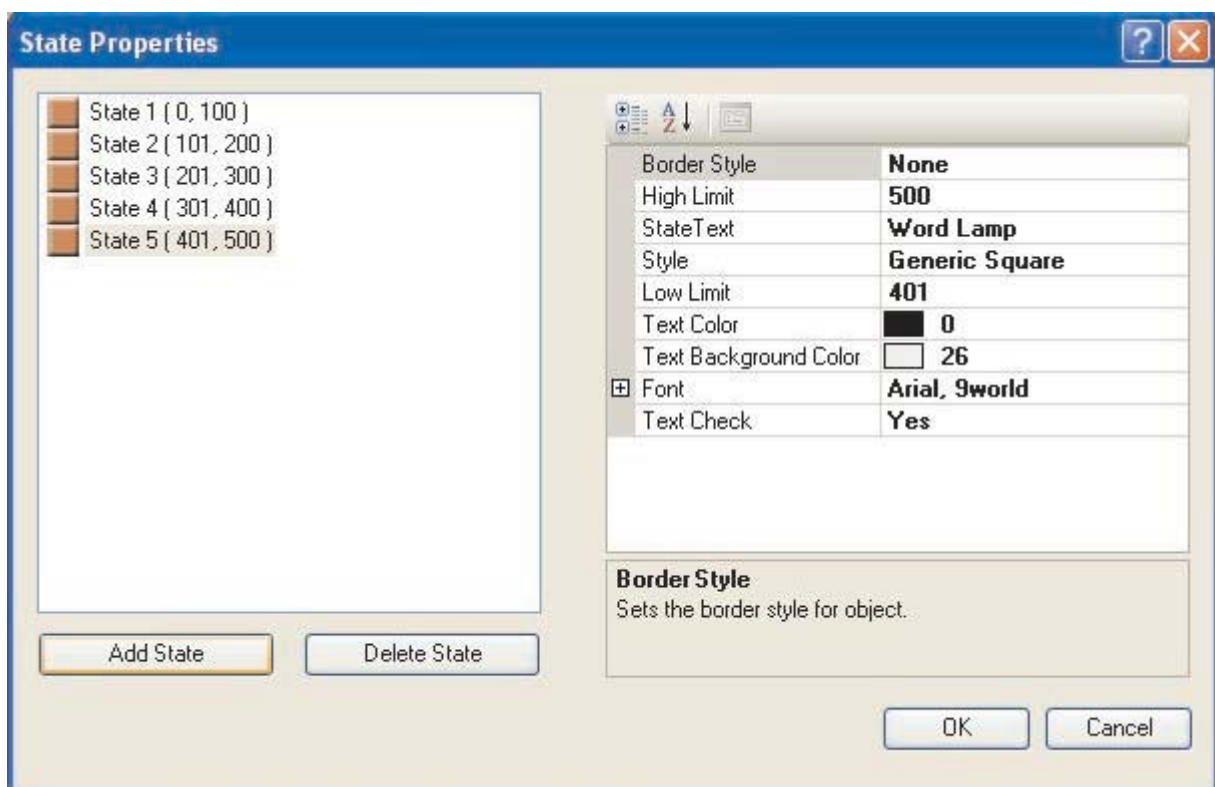 State Properties
State 1 ( 0, 100 )
State 2 ( 101, 200 )
State 3 ( 201, 300 )
State 4 ( 301, 400 )
State 5 ( 401, 500 )
Add State
Delete State
A
Z
Border Style None
High Limit 500
StateText Word Lamp
Style Generic Square
Low Limit 401
Text Color 0
Text Background Color 26
Font Arial, 9world
Text Check Yes
Border Style
Sets the border style for object.
OK
Cancel